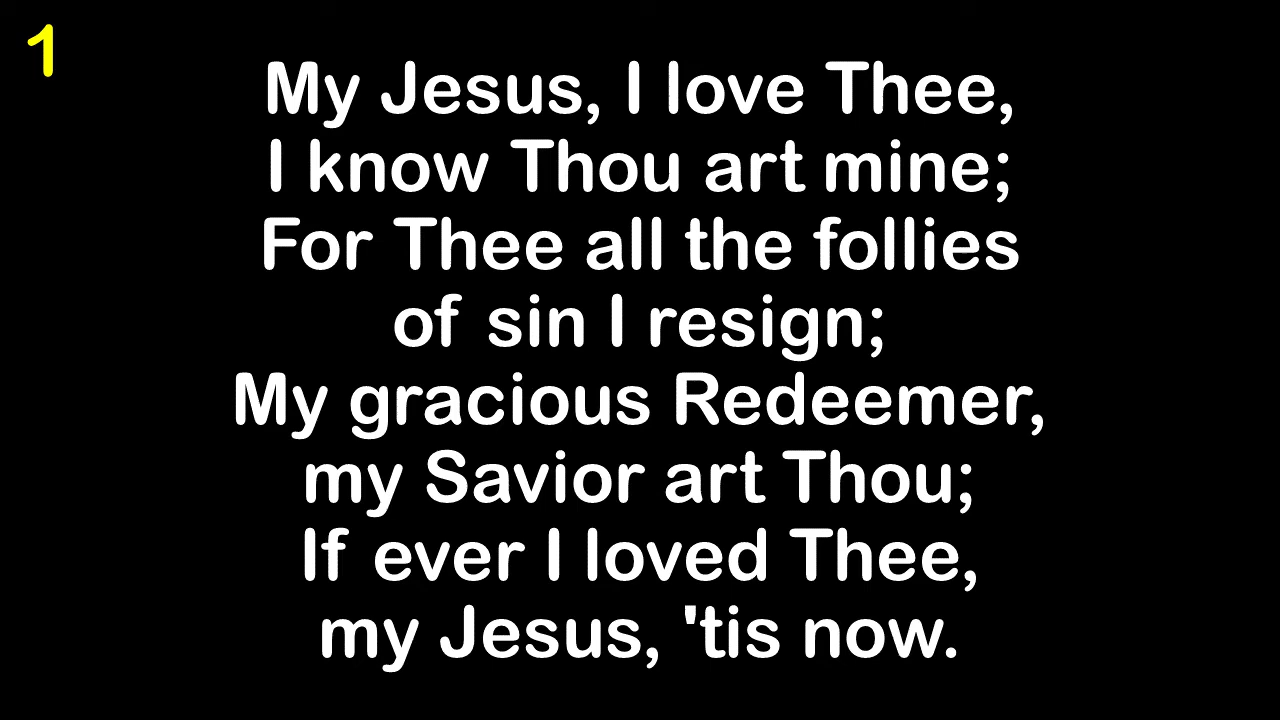 1
My Jesus, I love Thee,
I know Thou art mine;
For Thee all the follies
of sin I resign;
My gracious Redeemer,
my Savior art Thou;
If ever I loved Thee,
my Jesus, 'tis now.